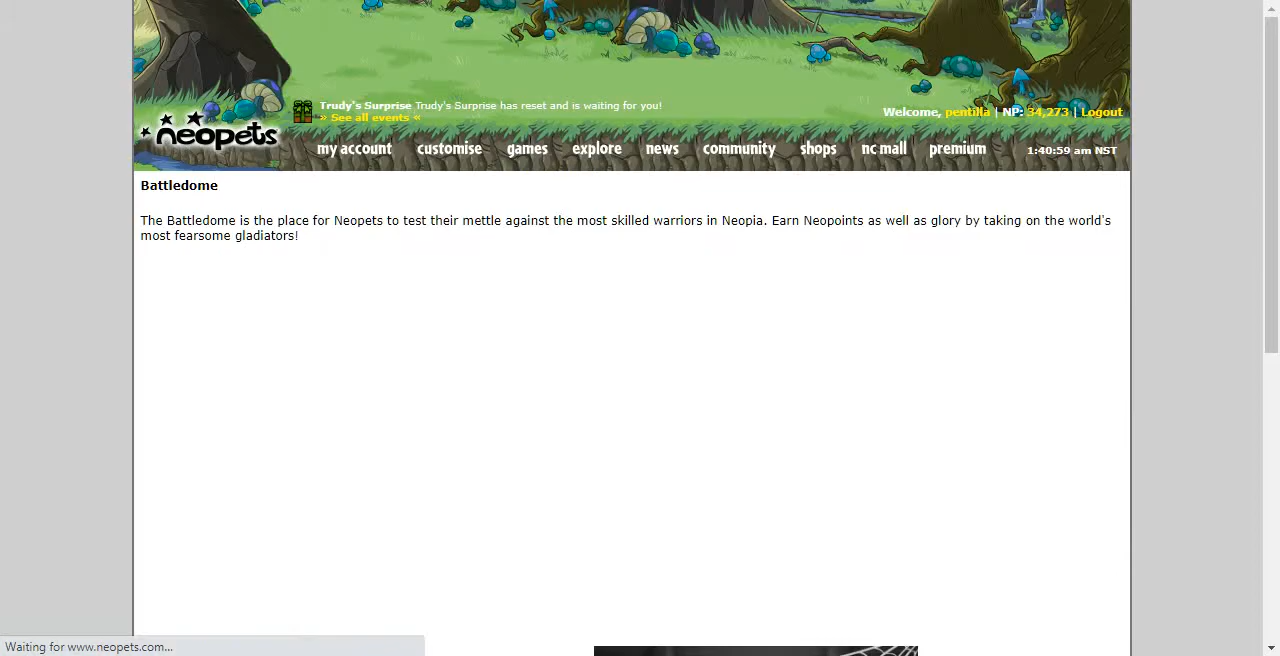 Trudy's Surprise Trudy's Surprise has reset and is waiting for you!
» See all events «
Welcome, pentilla | NP: 34,273 | Logout
neopets
my account customise games explore news community shops nc mall premium 1:40:59 am NST
Battledome
The Battledome is the place for Neopets to test their mettle against the most skilled warriors in Neopia. Earn Neopoints as well as glory by taking on the world's
most fearsome gladiators!
Waiting for www.neopets.com...